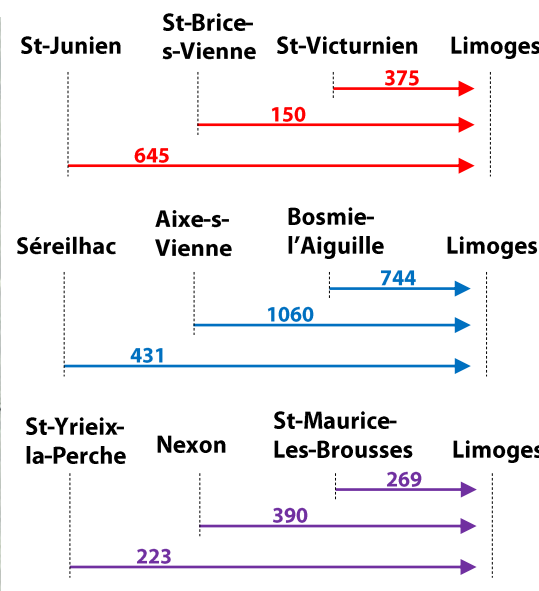 St-Junien
St-Brice-
s-Vienne
St-Victurnien
Limoges
375
150
645
Séreilhac
Aixe-s-
Vienne
Bosmie-
l'Aiguille
Limoges
744
1060
431
St-Yrieix-
la-Perche
Nexon
St-Maurice-
Les-Brousses
Limoges
269
390
223